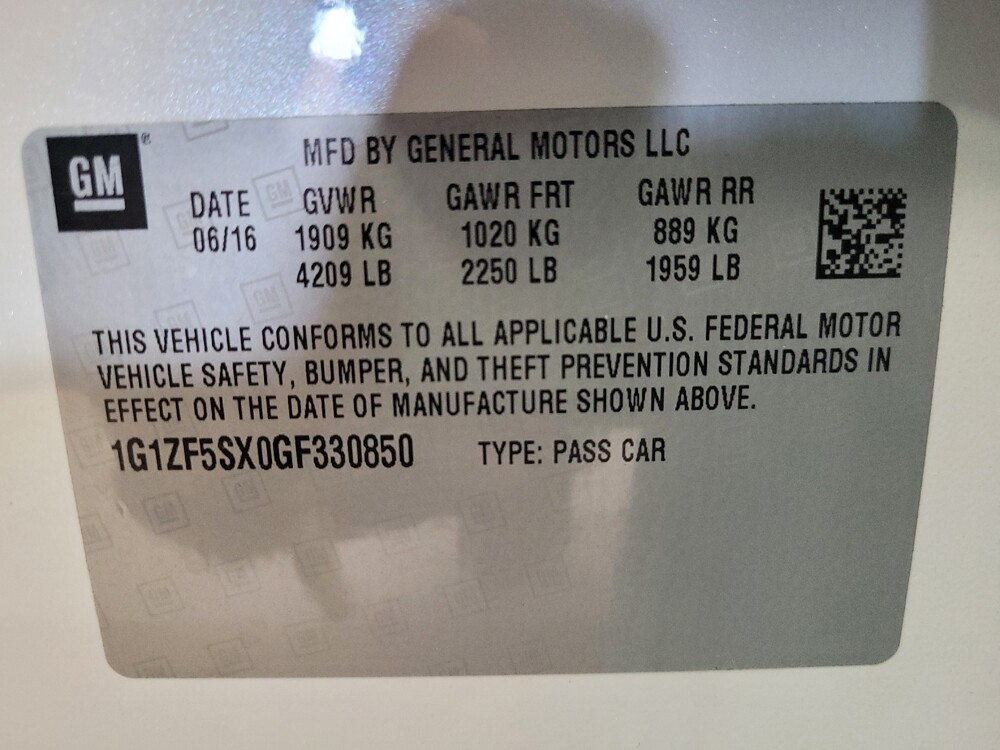 GM®
MFD BY GENERAL MOTORS LLC
DATE GVWR GAWR FRT GAWR RR
06/16 1909 KG 1020 KG 889 KG
4209 LB 2250 LB 1959 LB
THIS VEHICLE CONFORMS TO ALL APPLICABLE U.S. FEDERAL MOTOR
VEHICLE SAFETY, BUMPER, AND THEFT PREVENTION STANDARDS IN
EFFECT ON THE DATE OF MANUFACTURE SHOWN ABOVE.
1G1ZF5SX0GF330850 TYPE: PASS CAR